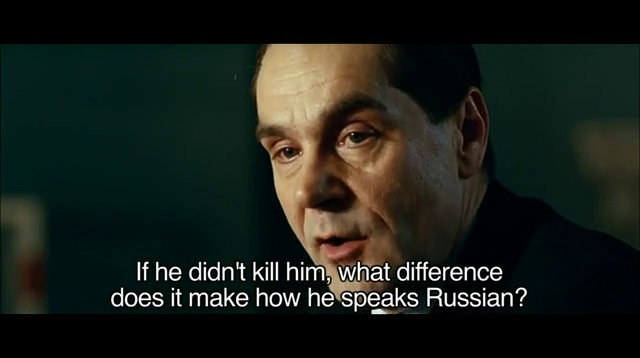 If he didn't kill him, what difference
does it make how he speaks Russian?